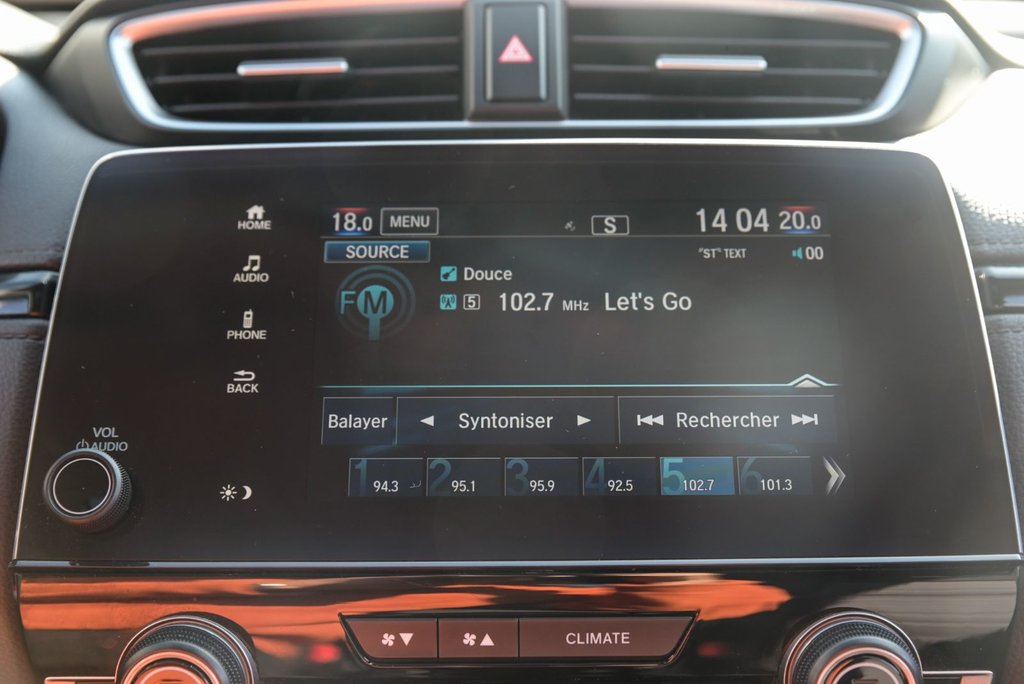 HOME
AUDIO
PHONE
BACK
VOL
AUDIO
18.0 MENU S 14 04 20.0
SOURCE "ST" TEXT 00
FM Douce
5 102.7 MHz Let's Go
Balayer Syntoniser Rechercher
1 94.3 2 95.1 3 95.9 4 92.5 5 102.7 6 101.3
CLIMATE